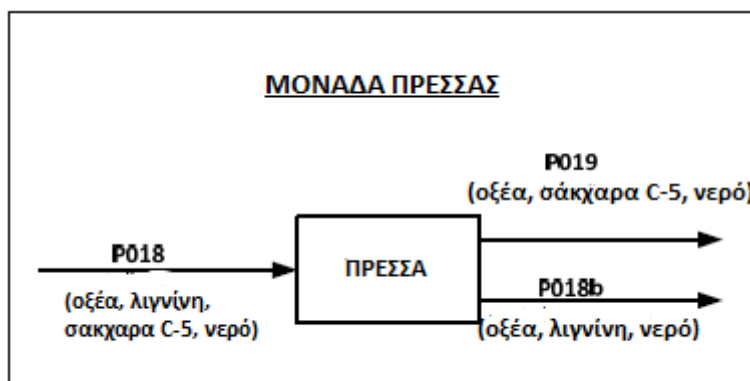 ΜΟΝΑΔΑ ΠΡΕΣΣΑΣ
P019
(οξέα, σάκχαρα C-5, νερό)
P018
ΠΡΕΣΣΑ
(οξέα, λιγνίνη,
σακχαρα C-5, νερό)
P018b
(οξέα, λιγνίνη, νερό)